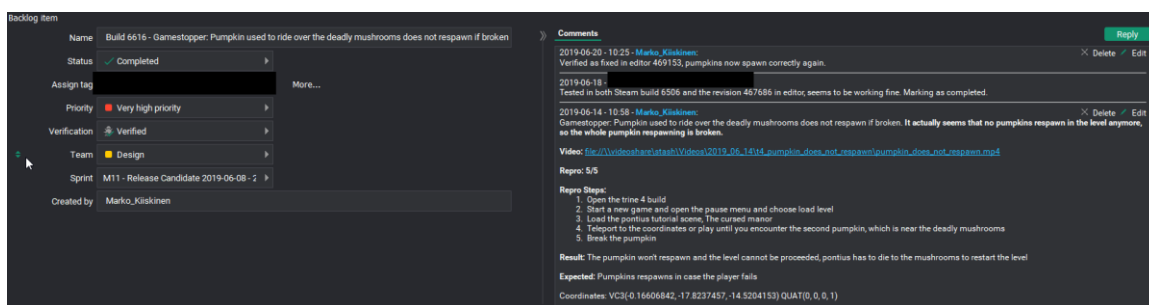 Backlog item
Name Build 6616 - Gamestopper: Pumpkin used to ride over the deadly mushrooms does not respawn if broken
Status Completed
Assign tag More...
Priority Very high priority
Verification Verified
Team Design
Sprint M11 - Release Candidate 2019-06-08 - 2
Created by Marko_Kiiskinen
Comments Reply
2019-06-20 - 10:25 - Marko_Kiiskinen: Delete Edit
Verified as fixed in editor 469153, pumpkins now spawn correctly again.
2019-06-18 -
Tested in both Steam build 6506 and the revision 467686 in editor, seems to be working fine. Marking as completed.
2019-06-14 - 10:58 - Marko_Kiiskinen: Delete Edit
Gamestopper: Pumpkin used to ride over the deadly mushrooms does not respawn if broken. It actually seems that no pumpkins respawn in the level anymore,
so the whole pumpkin respawning is broken.
Video: file://\\videoshare\atash\Videos\2019_06_14\t4_pumpkin_does_not_respawn\pumpkin_does_not_respawn.mp4
Repro: 5/5
Repro Steps:
1. Open the trine 4 build
2. Start a new game and open the pause menu and choose load level
3. Load the pontius tutorial scene, The cursed manor
4. Teleport to the coordinates or play until you encounter the second pumpkin, which is near the deadly mushrooms
5. Break the pumpkin
Result: The pumpkin won't respawn and the level cannot be proceeded, pontius has to die to the mushrooms to restart the level
Expected: Pumpkins respawns in case the player fails
Coordinates: VC3(-0.16606842, -17.8237457, -14.5204153) QUAT(0, 0, 0, 1)